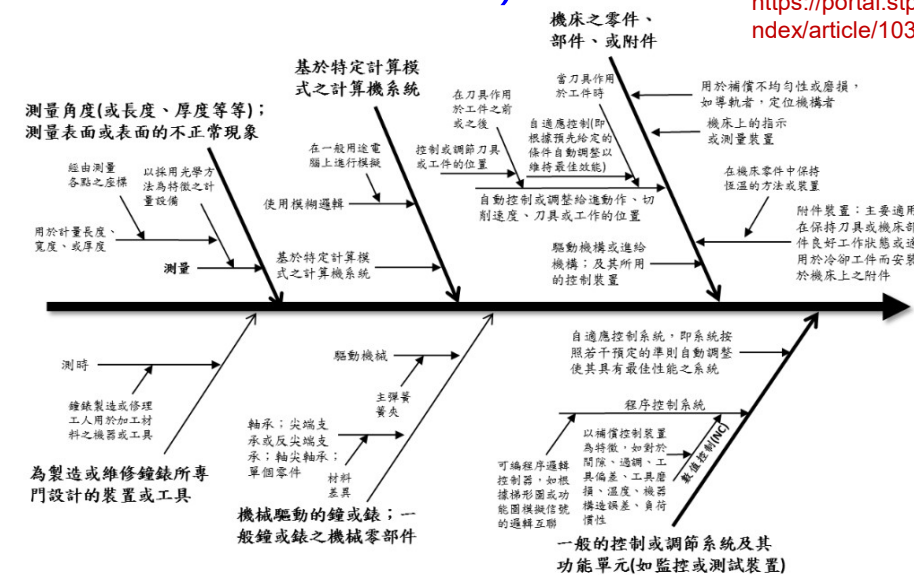 https://portal.stp
ndex/article/103
機床之零件、
部件、或附件
基於特定計算模
式之計算機系統
測量角度(或長度、厚度等等)；
測量表面或表面的不正常現象
經由測量
各點之座標
以採用光學方
法為特徵之計
量設備
用於計量長度、
寬度、或厚度
測量
在一般用途電
腦上進行模擬
使用模糊邏輯
基於特定計算模
式之計算機系統
在刀具作用
於工件之前
或之後
控制或調節刀具
或工件的位置
當刀具作用
於工件時
自適應控制(即
根據預先給定的
條件自動調整以
維持最佳效能)
自動控制或調整給進動作、切
削速度、刀具或工作的位置
驅動機構或進給
機構；及其所用
的控制裝置
用於補償不均勻性或磨損，
如導軌者，定位機構者
機床上的指示
或測量裝置
在機床零件中保持
恆溫的方法或裝置
附件裝置：主要適用
在保持刀具或機床部
件良好工作狀態或適
用於冷卻工件而安裝
於機床上之附件
測時
鐘錶製造或修理
工人用於加工材
料之機器或工具
為製造或維修鐘錶所專
門設計的裝置或工具
驅動機械
主彈簧
簧夾
軸承；尖端支
承或反尖端支
承；軸尖軸承；
單個零件
材料
差異
機械驅動的鐘或錶；一
般鐘或錶之機械零部件
自適應控制系統，即系統按
照若干預定的準則自動調整
使其具有最佳性能之系統
程序控制系統
可編程序邏輯
控制器，如根
據梯形圖或功
能圖模擬信號
的邏輯互聯
以補償控制裝置
為特徵，如對於
間隙、過調、工
具偏差、工具磨
損、溫度、機器
構造誤差、負荷
慣性
數值控制(NC)
一般的控制或調節系統及其
功能單元(如監控或測試裝置)